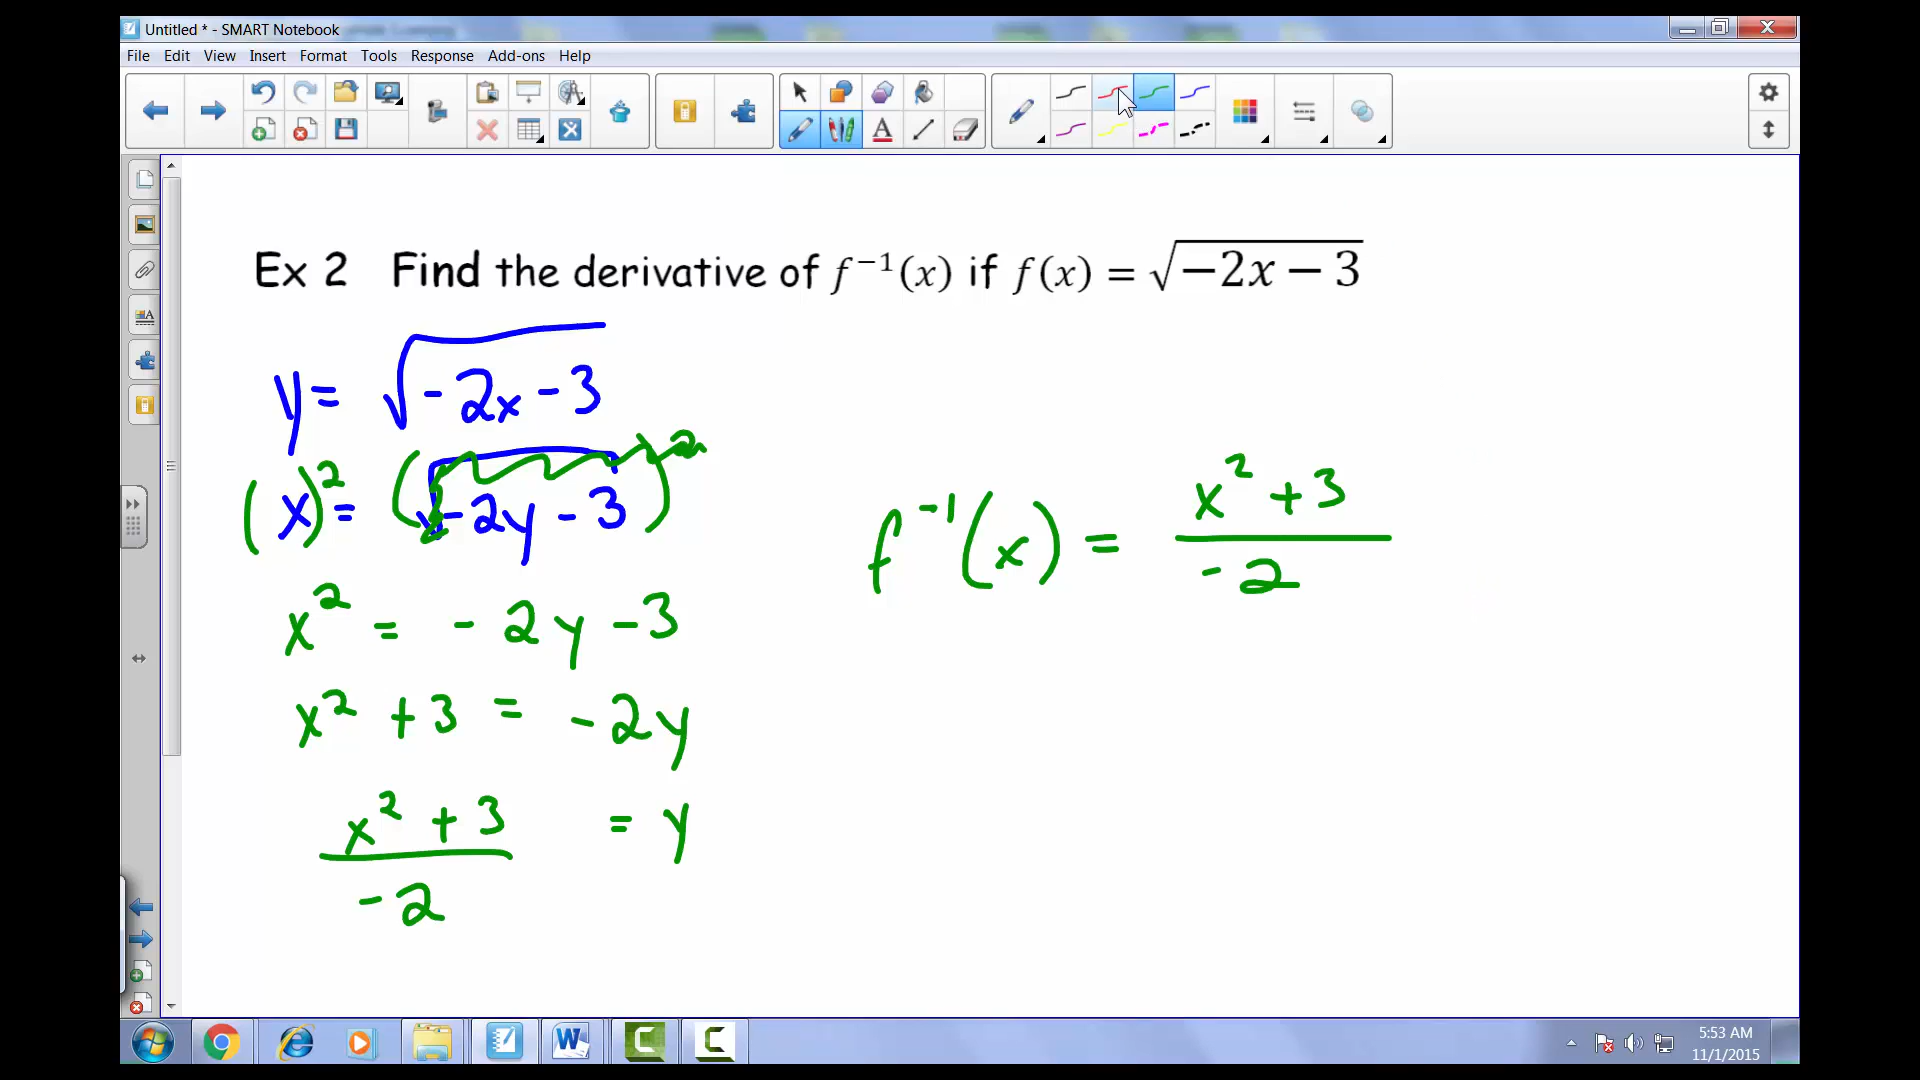 Untitled * - SMART Notebook
File Edit View Insert Format Tools Response Add-ons Help
Ex 2 Find the derivative of f⁻¹(x) if f(x) = √(−2x − 3)
y = √(-2x - 3)
(x)² = (√(-2y - 3))²
x² = -2y - 3
x² + 3 = -2y
(x² + 3)/(-2) = y
f⁻¹(x) = (x² + 3)/(-2)
5:53 AM
11/1/2015